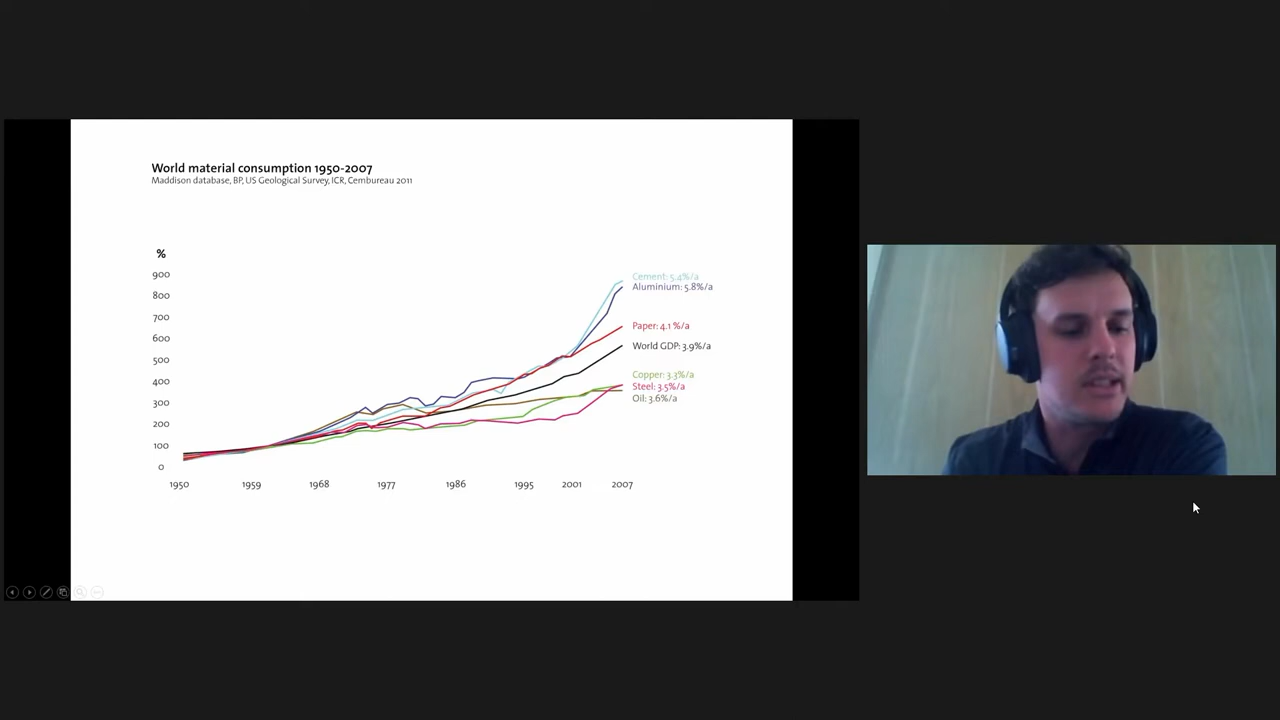 World material consumption 1950-2007
Maddison database, BP, US Geological Survey, ICR, Cembureau 2011
%
900
800
700
600
500
400
300
200
100
0
Cement: 5.4%/a
Aluminium: 5.8%/a
Paper: 4.1 %/a
World GDP: 3.9%/a
Copper: 3.3%/a
Steel: 3.5%/a
Oil: 3.6%/a
1950 1959 1968 1977 1986 1995 2001 2007